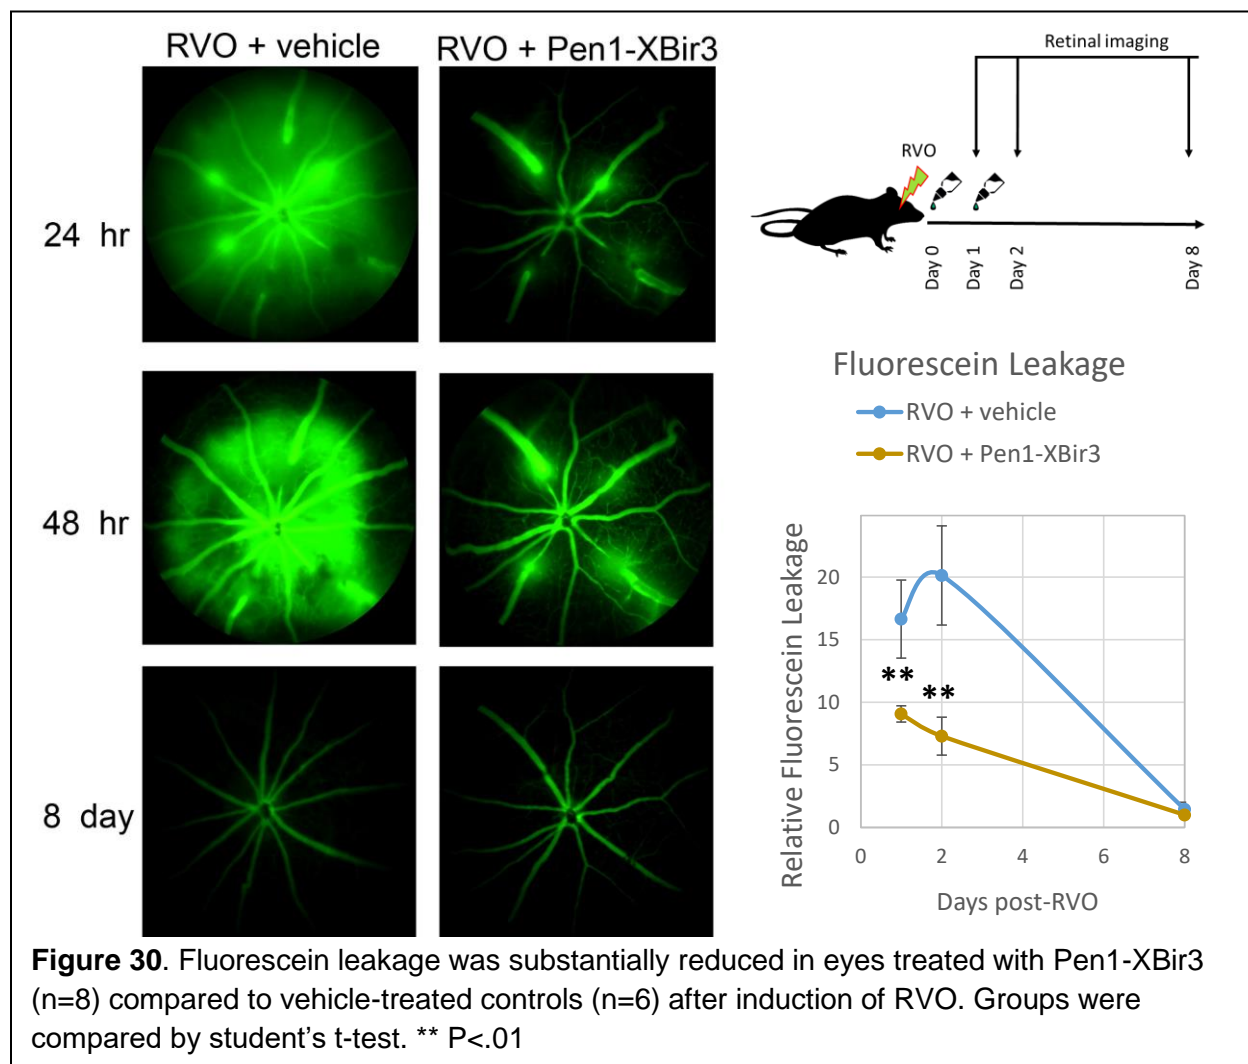 RVO + vehicle
RVO + Pen1-XBir3
24 hr
48 hr
8 day
Retinal imaging
RVO
Day 0
Day 1
Day 2
Day 8
Fluorescein Leakage
RVO + vehicle
RVO + Pen1-XBir3
Relative Fluorescein Leakage
20
15
10
5
0
**
**
0 2 4 6 8
Days post-RVO
Figure 30. Fluorescein leakage was substantially reduced in eyes treated with Pen1-XBir3
(n=8) compared to vehicle-treated controls (n=6) after induction of RVO. Groups were
compared by student’s t-test. ** P<.01